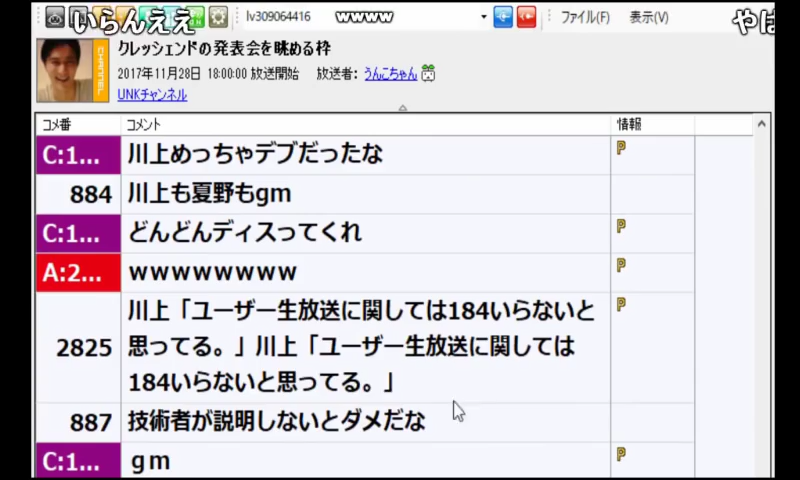 いらんええ
lv309064416
wwww
ファイル(F) 表示(V)
やは
クレッシェンドの発表会を眺める枠
2017年11月28日 18:00:00 放送開始 放送者: うんこちゃん
UNKチャンネル
CHANNEL
コメ番 コメント 情報
C:1... 川上めっちゃデブだったな P
884 川上も夏野もgm
C:1... どんどんディスってくれ P
A:2... wwwwwwww P
川上「ユーザー生放送に関しては184いらないと P
2825 思ってる。」川上「ユーザー生放送に関しては
184いらないと思ってる。」
887 技術者が説明しないとダメだな
C:1... gm P